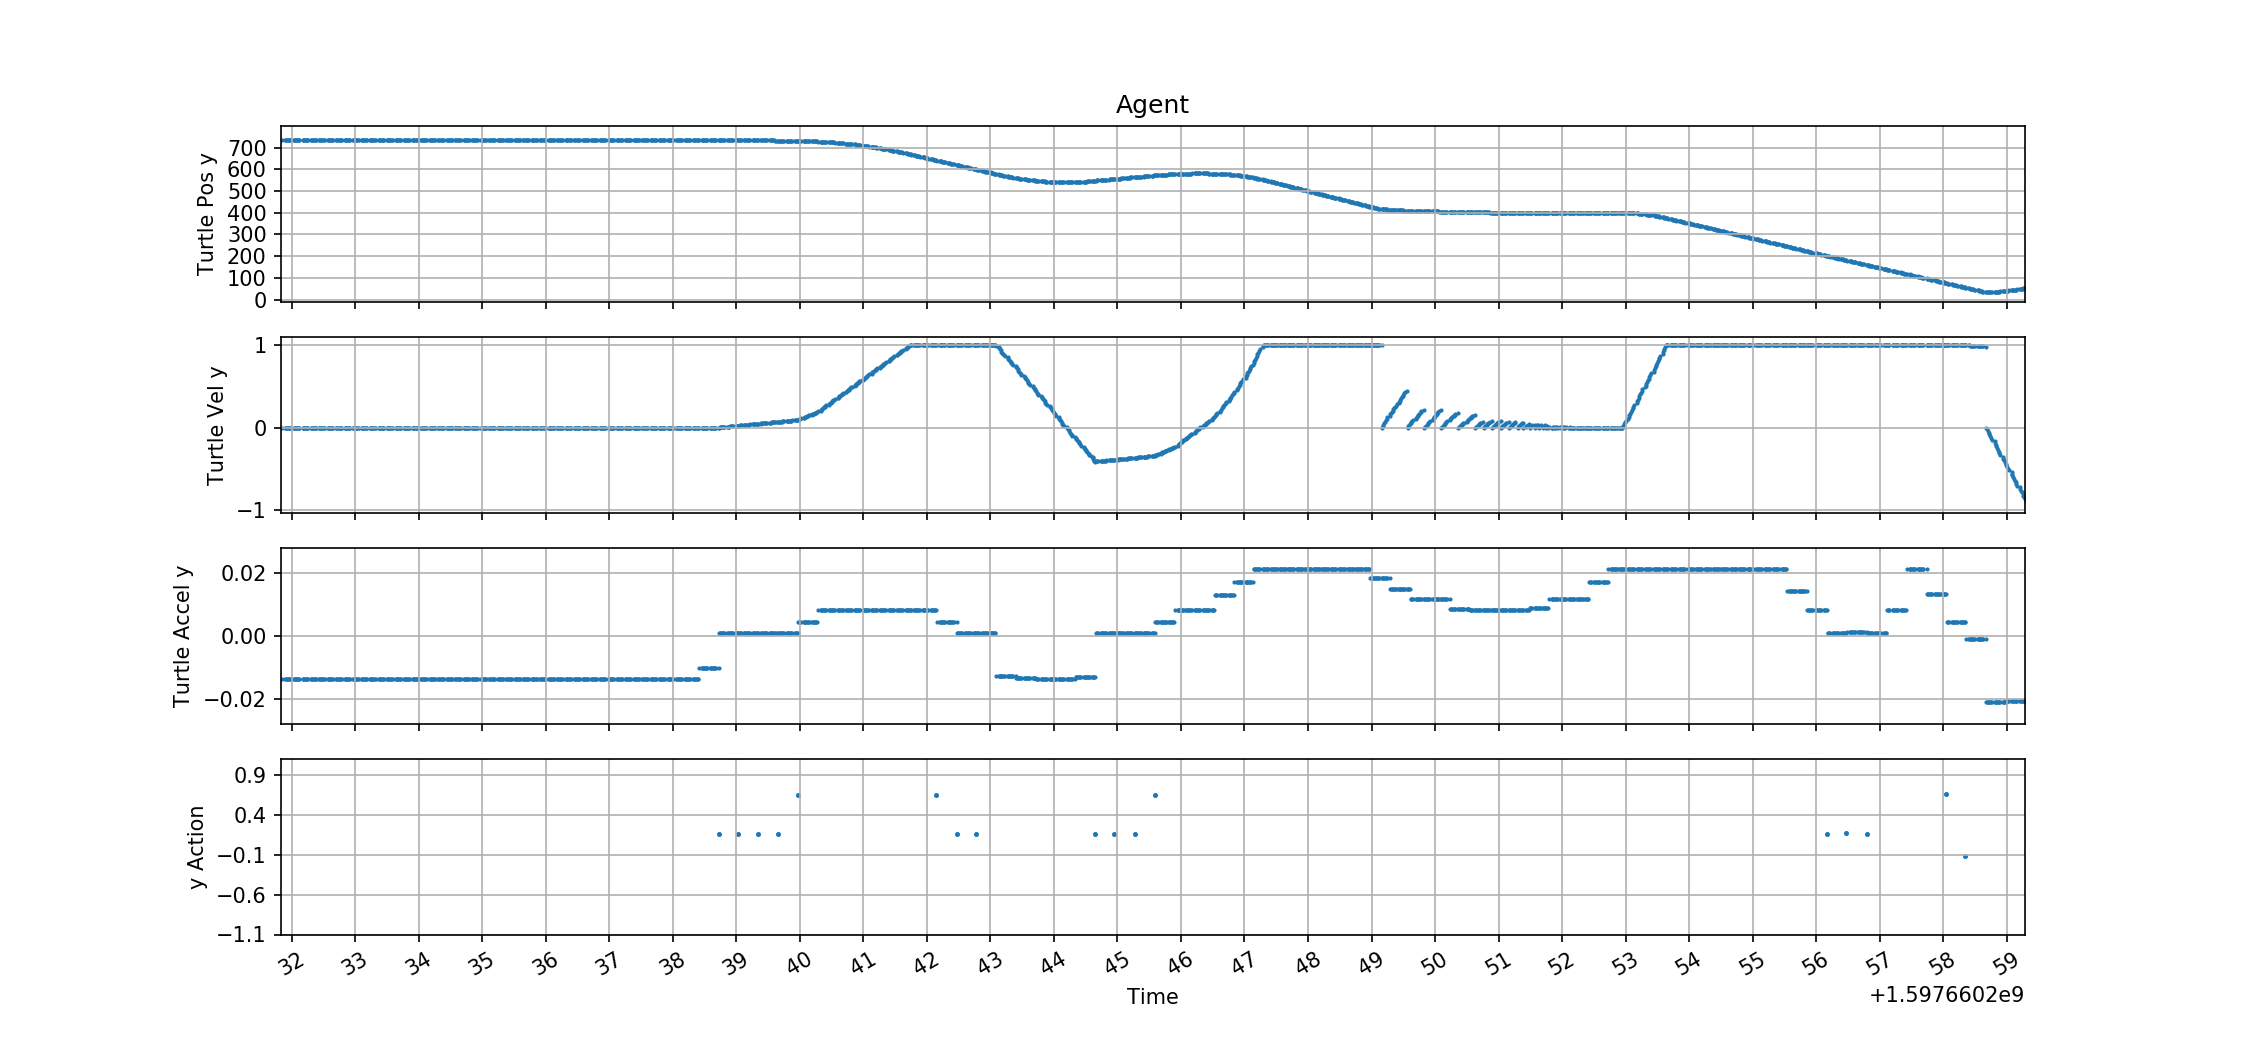 Agent
Turtle Pos y
700
600
500
400
300
200
100
0
Turtle Vel y
1
0
−1
Turtle Accel y
0.02
0.00
−0.02
y Action
0.9
0.4
−0.1
−0.6
−1.1
32 33 34 35 36 37 38 39 40 41 42 43 44 45 46 47 48 49 50 51 52 53 54 55 56 57 58 59
Time
+1.5976602e9